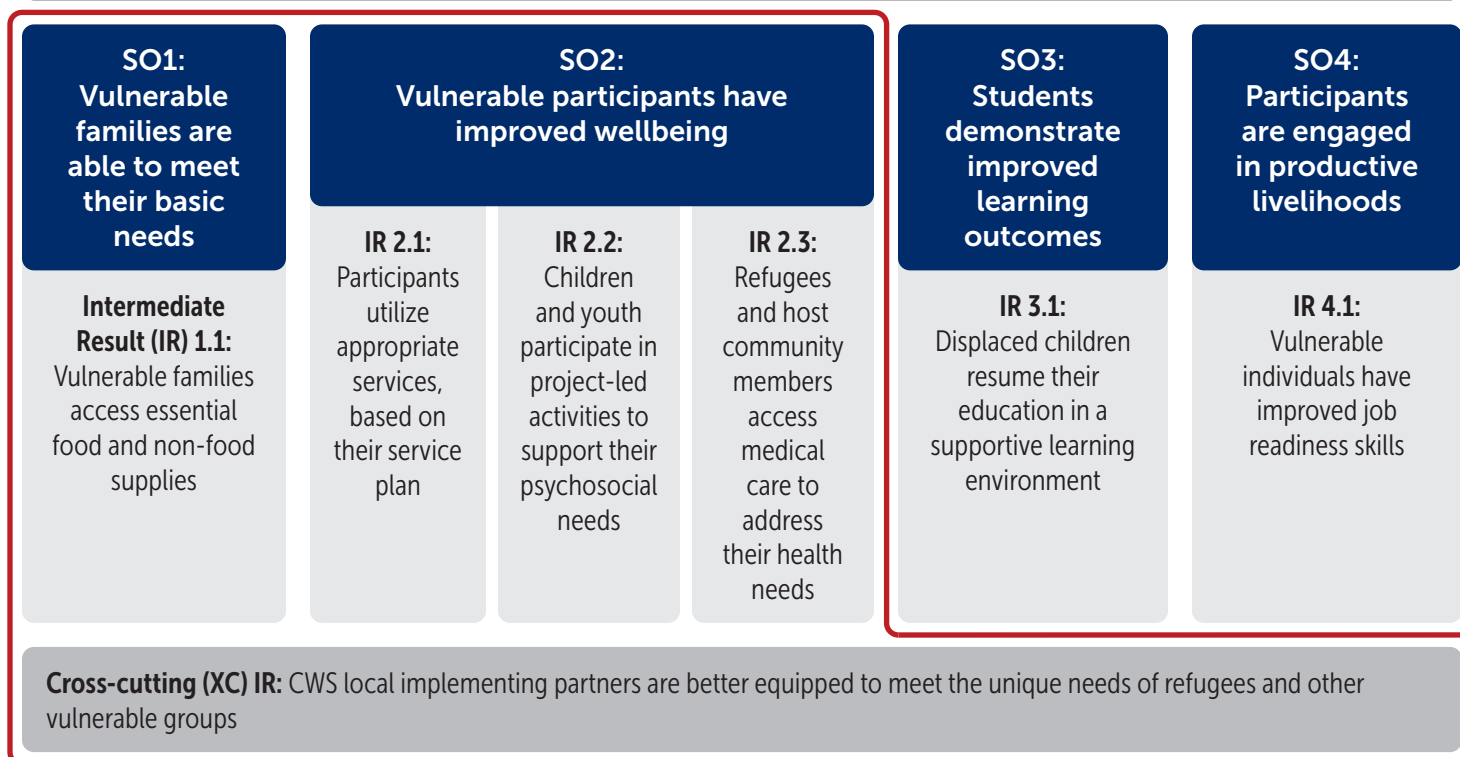 SO1:
Vulnerable
families are
able to meet
their basic
needs
Intermediate
Result (IR) 1.1:
Vulnerable families
access essential
food and non-food
supplies
SO2:
Vulnerable participants have
improved wellbeing
IR 2.1:
Participants
utilize
appropriate
services,
based on
their service
plan
IR 2.2:
Children
and youth
participate in
project-led
activities to
support their
psychosocial
needs
IR 2.3:
Refugees
and host
community
members
access
medical
care to
address
their health
needs
SO3:
Students
demonstrate
improved
learning
outcomes
IR 3.1:
Displaced children
resume their
education in a
supportive learning
environment
SO4:
Participants
are engaged
in productive
livelihoods
IR 4.1:
Vulnerable
individuals have
improved job
readiness skills
Cross-cutting (XC) IR: CWS local implementing partners are better equipped to meet the unique needs of refugees and other
vulnerable groups